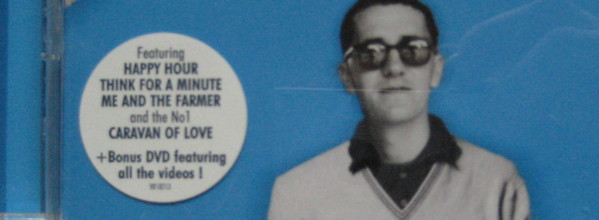 Featuring
HAPPY HOUR
THINK FOR A MINUTE
ME AND THE FARMER
and the No1
CARAVAN OF LOVE
+Bonus DVD featuring
all the videos !